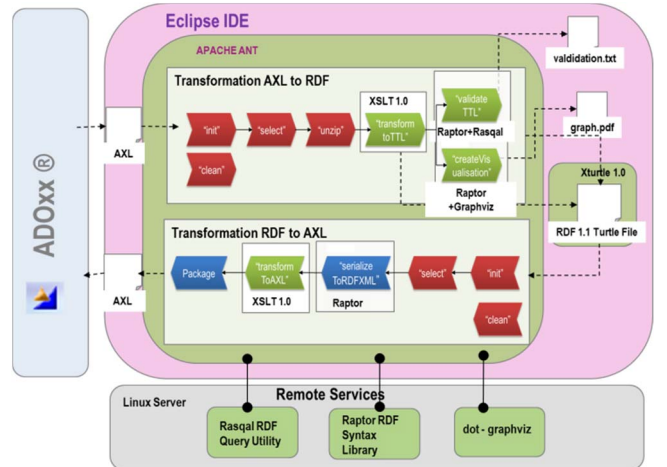 Eclipse IDE
APACHE ANT
valdidation.txt
Transformation AXL to RDF
XSLT 1.0
"validate
TTL"
Raptor+Rasqal
"init"
"select"
"unzip"
"transform
toTTL"
"clean"
"createVis
ualisation"
Raptor
+Graphviz
graph.pdf
Xturtle 1.0
RDF 1.1 Turtle File
AXL
ADOxx ®
Transformation RDF to AXL
Package
"transform
ToAXL"
XSLT 1.0
"serialize
ToRDFXML"
Raptor
"select"
"init"
"clean"
AXL
Remote Services
Linux Server
Rasqal RDF
Query Utility
Raptor RDF
Syntax
Library
dot - graphviz